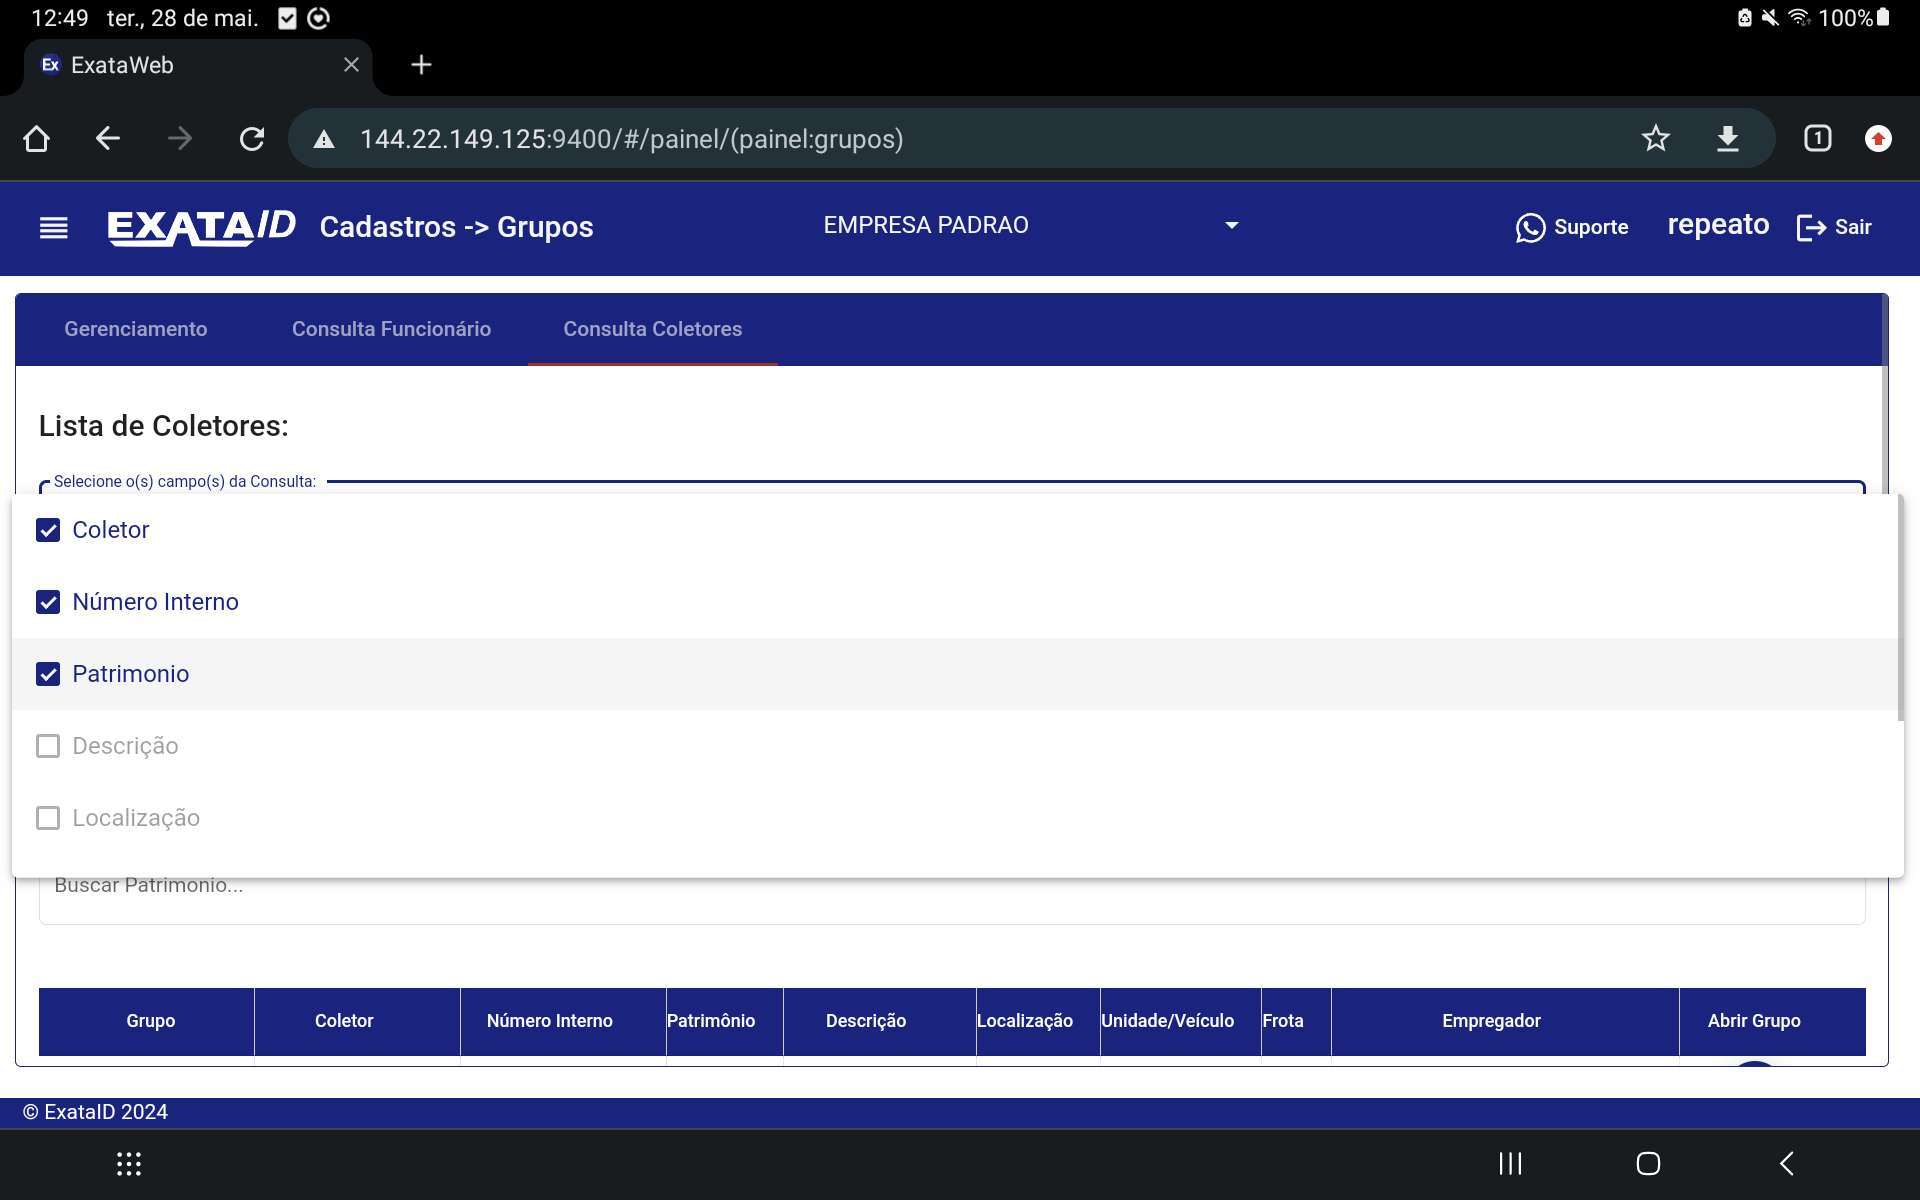 12:49 ter., 28 de mai. 100%
Ex ExataWeb
144.22.149.125:9400/#/painel/(painel:grupos) 1
EXATAID Cadastros -> Grupos EMPRESA PADRAO Suporte repeato Sair
Gerenciamento Consulta Funcionário Consulta Coletores
Lista de Coletores:
Selecione o(s) campo(s) da Consulta:
Coletor
Número Interno
Patrimonio
Descrição
Localização
Buscar Patrimonio...
Grupo Coletor Número Interno Patrimônio Descrição Localização Unidade/Veículo Frota Empregador Abrir Grupo
© ExataID 2024